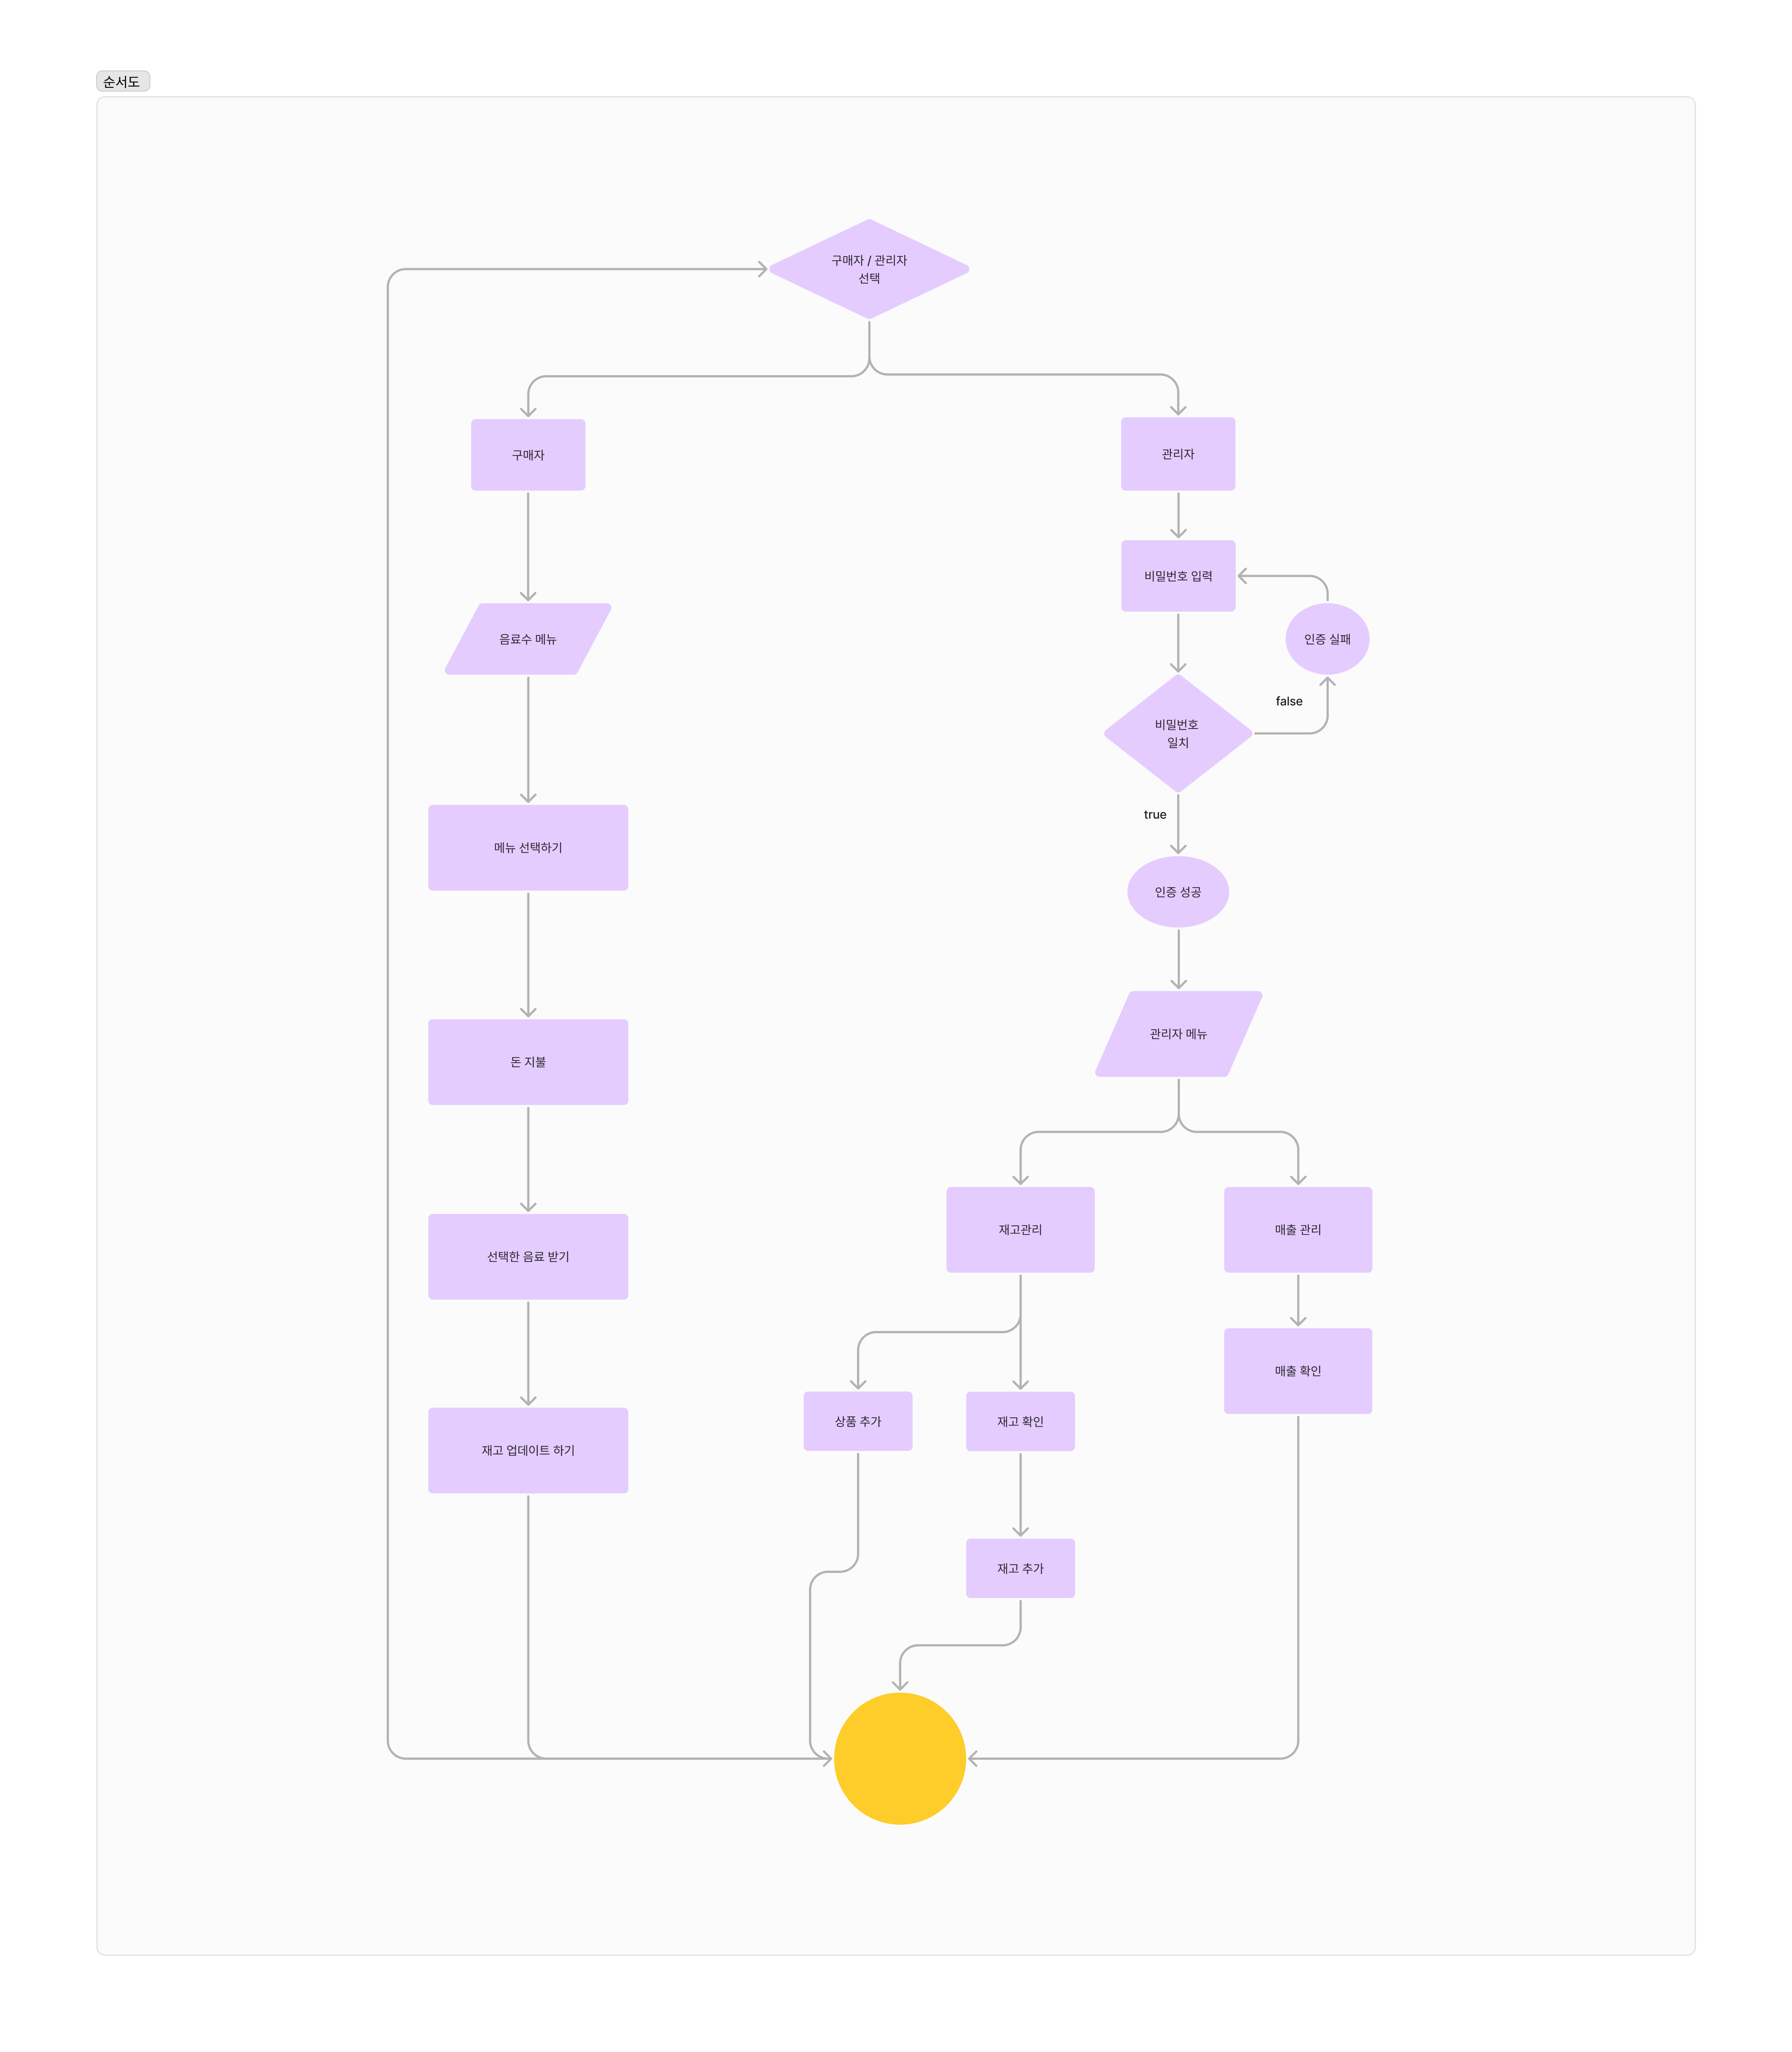 순서도
구매자 / 관리자
선택
구매자
관리자
비밀번호 입력
음료수 메뉴
인증 실패
false
비밀번호
일치
true
메뉴 선택하기
인증 성공
관리자 메뉴
돈 지불
재고관리
매출 관리
선택한 음료 받기
매출 확인
상품 추가
재고 확인
재고 업데이트 하기
재고 추가